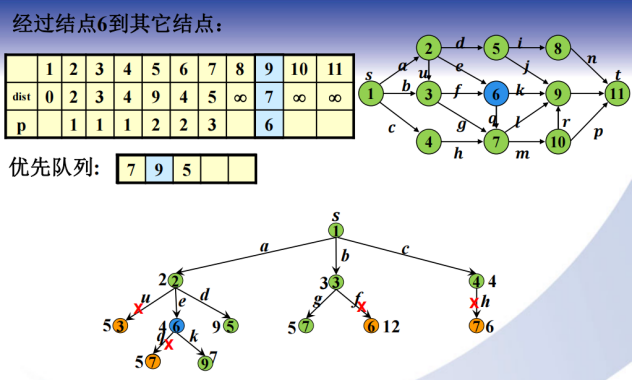 经过结点6到其它结点：
1 2 3 4 5 6 7 8 9 10 11
dist 0 2 3 4 9 4 5 ∞ 7 ∞ ∞
p 1 1 1 2 2 3 6
优先队列: 7 9 5
2 d 5 i 8
a u e j n
s t
1 b 3 f 6 k 9 11
c g q l r p
4 h 7 m 10
s
1
a b c
2 2 3 3 4 4
u e d g f h
x x x
5 3 4 6 9 5 5 7 6 12 7 6
q k
x
5 7 9 7